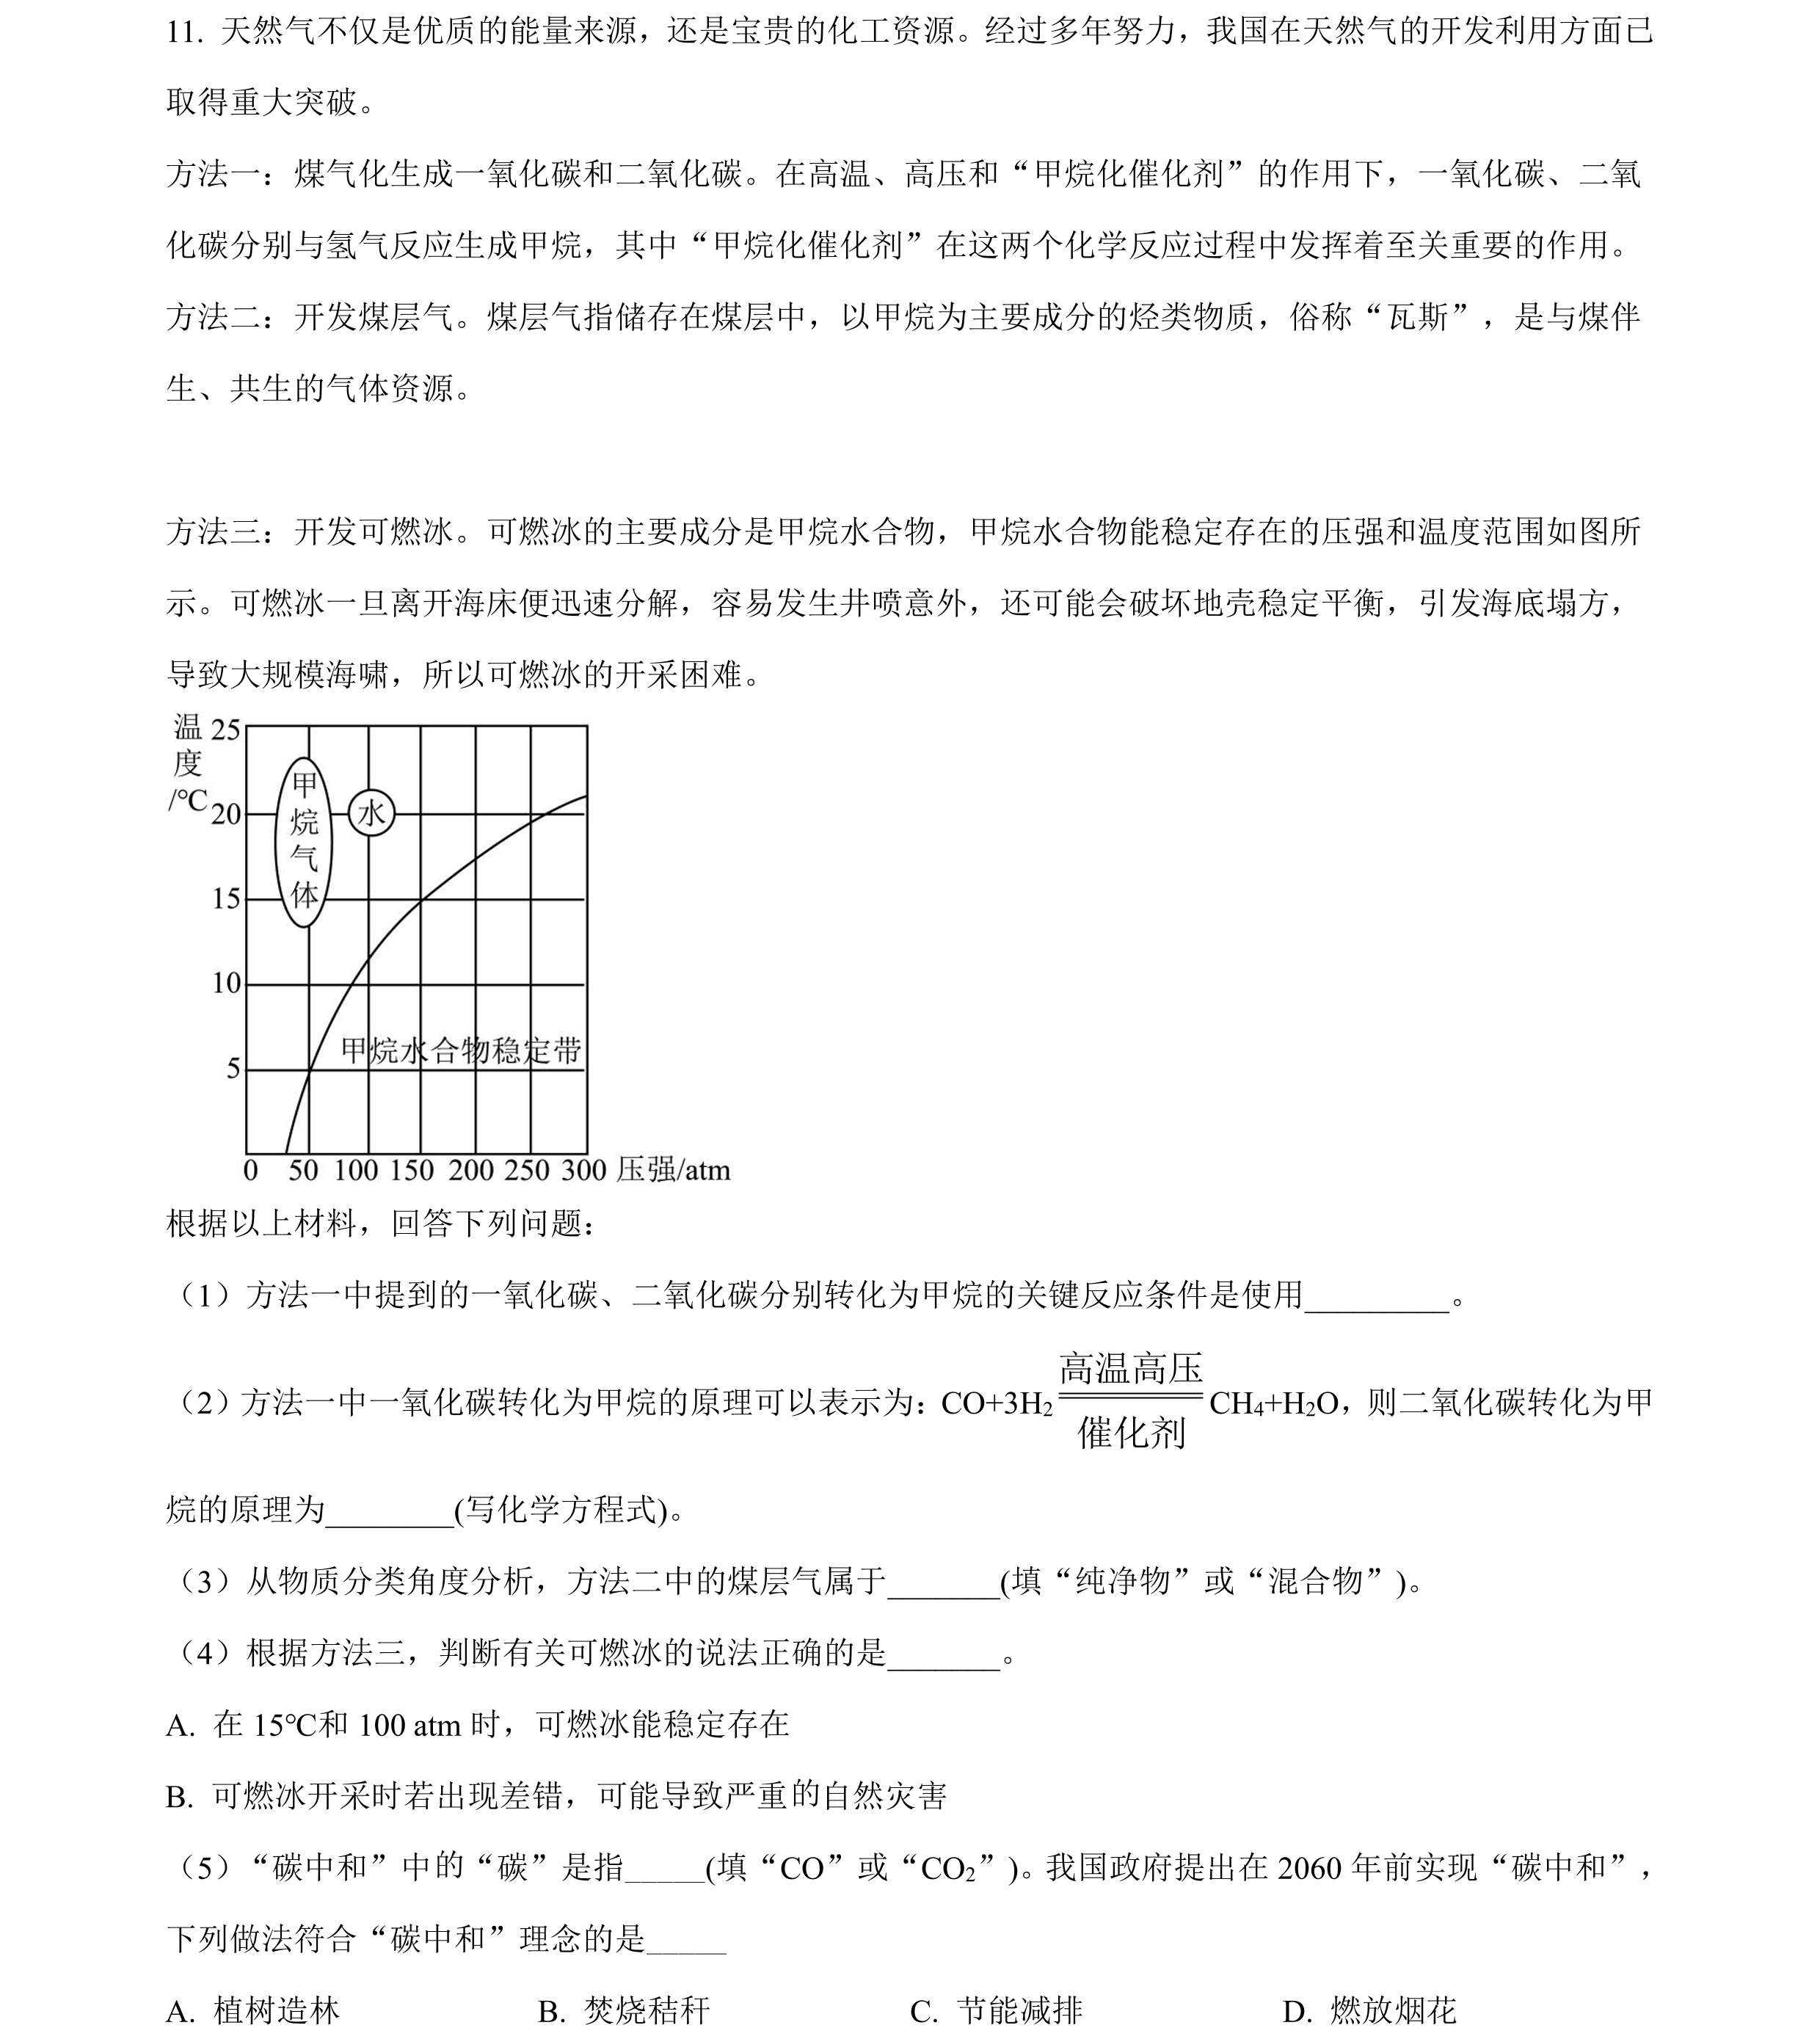 11. 天然气不仅是优质的能量来源，还是宝贵的化工资源。经过多年努力，我国在天然气的开发利用方面已
取得重大突破。
方法一：煤气化生成一氧化碳和二氧化碳。在高温、高压和“甲烷化催化剂”的作用下，一氧化碳、二氧
化碳分别与氢气反应生成甲烷，其中“甲烷化催化剂”在这两个化学反应过程中发挥着至关重要的作用。
方法二：开发煤层气。煤层气指储存在煤层中，以甲烷为主要成分的烃类物质，俗称“瓦斯”，是与煤伴
生、共生的气体资源。
方法三：开发可燃冰。可燃冰的主要成分是甲烷水合物，甲烷水合物能稳定存在的压强和温度范围如图所
示。可燃冰一旦离开海床便迅速分解，容易发生井喷意外，还可能会破坏地壳稳定平衡，引发海底塌方，
导致大规模海啸，所以可燃冰的开采困难。
温度/℃
25
20
15
10
5
甲烷气体
水
甲烷水合物稳定带
0 50 100 150 200 250 300 压强/atm
根据以上材料，回答下列问题：
（1）方法一中提到的一氧化碳、二氧化碳分别转化为甲烷的关键反应条件是使用_________。
高温高压
（2）方法一中一氧化碳转化为甲烷的原理可以表示为：CO+3H₂══CH₄+H₂O，则二氧化碳转化为甲
催化剂
烷的原理为________(写化学方程式)。
（3）从物质分类角度分析，方法二中的煤层气属于_______(填“纯净物”或“混合物”)。
（4）根据方法三，判断有关可燃冰的说法正确的是_______。
A. 在 15℃和 100 atm 时，可燃冰能稳定存在
B. 可燃冰开采时若出现差错，可能导致严重的自然灾害
（5）“碳中和”中的“碳”是指_____(填“CO”或“CO₂”)。我国政府提出在 2060 年前实现“碳中和”，
下列做法符合“碳中和”理念的是_____
A. 植树造林 B. 焚烧秸秆 C. 节能减排 D. 燃放烟花